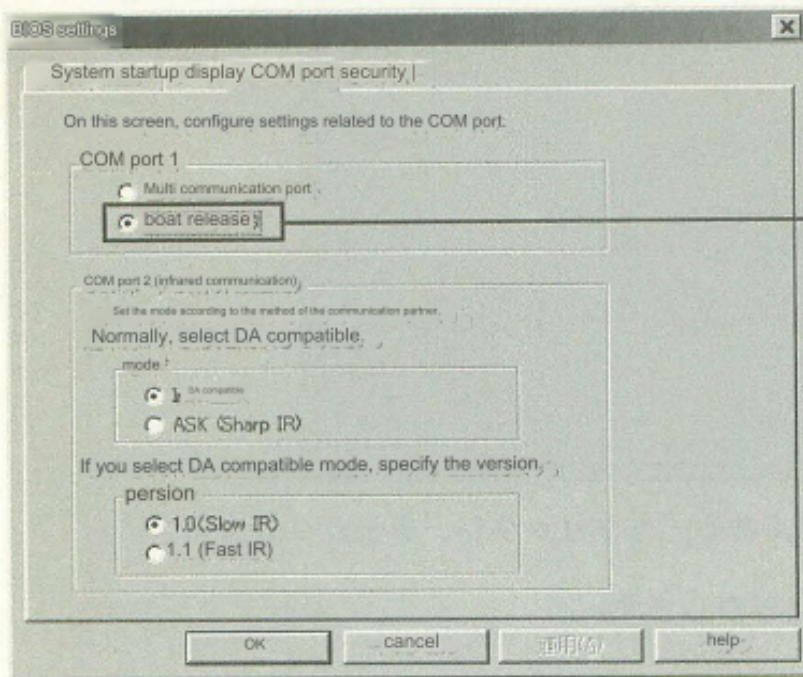 BIOS settings
System startup display COM port security
On this screen, configure settings related to the COM port.
COM port 1
Multi communication port
boat release
COM port 2 (infrared communication)
Set the mode according to the method of the communication partner.
Normally, select DA compatible.
mode
DA compatible
ASK (Sharp IR)
If you select DA compatible mode, specify the version.
persion
1.0(Slow IR)
1.1 (Fast IR)
OK
cancel
help